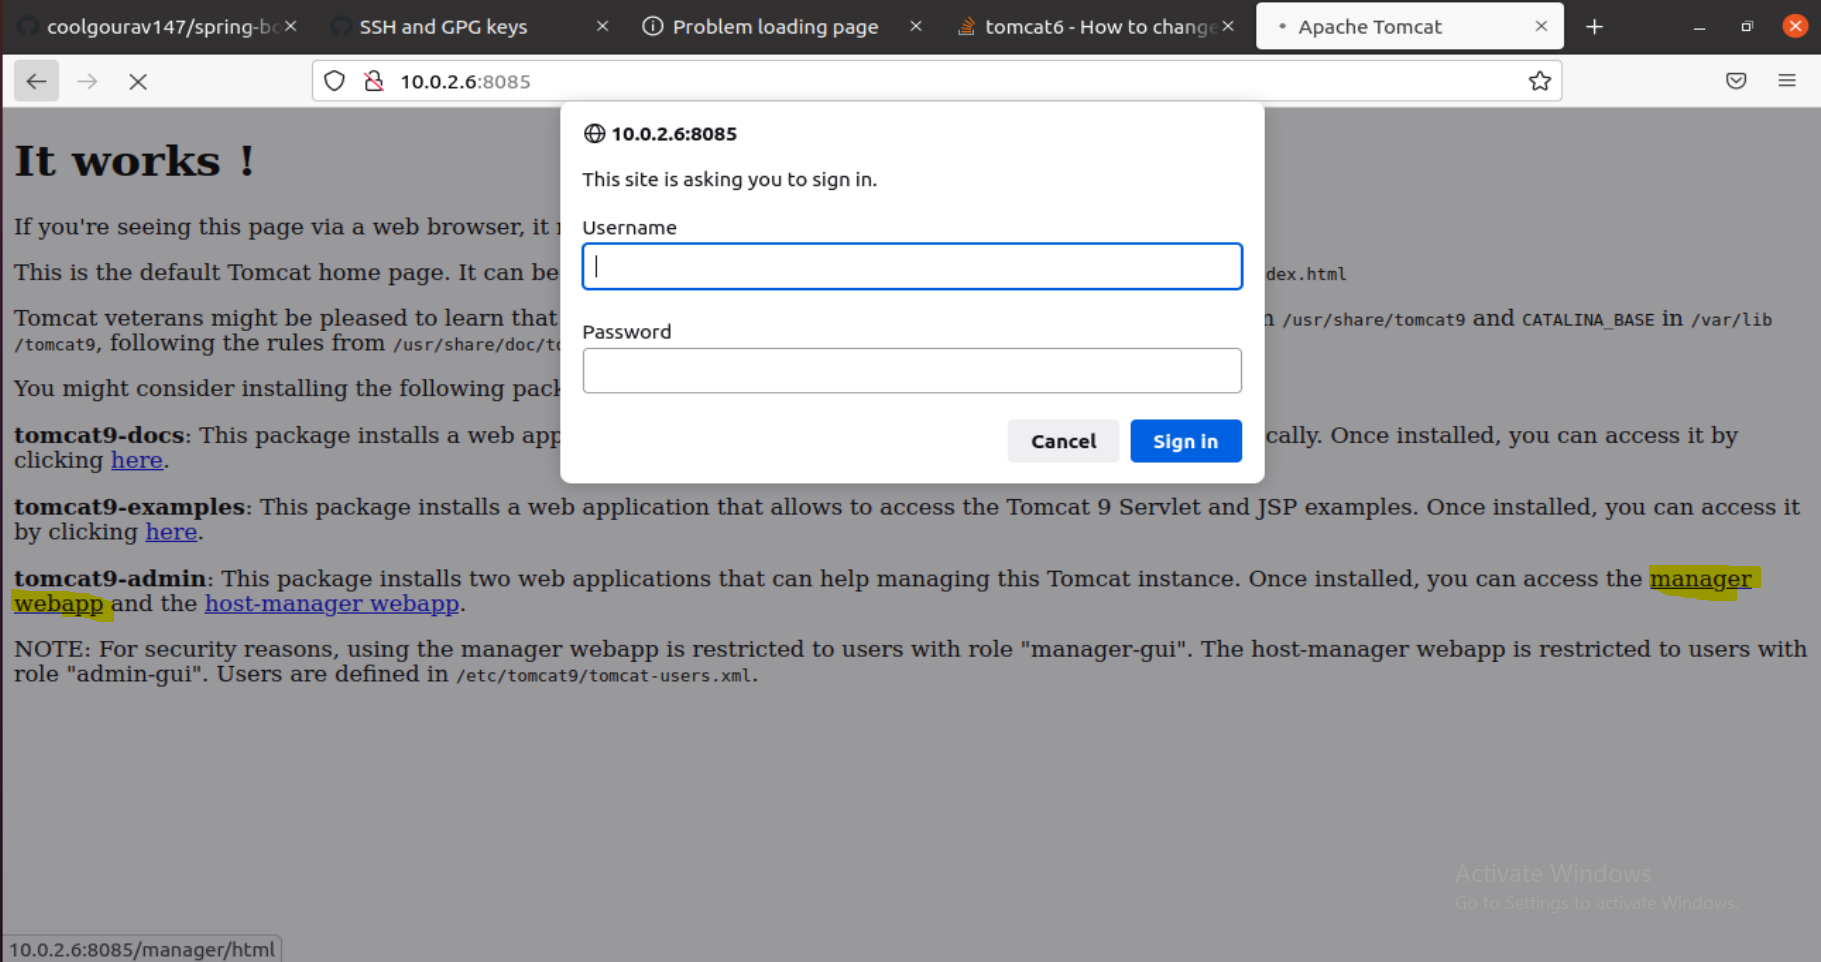 coolgourav147/spring-bo
SSH and GPG keys
Problem loading page
tomcat6 - How to change
Apache Tomcat
10.0.2.6:8085
10.0.2.6:8085
This site is asking you to sign in.
Username
Password
Cancel
Sign in
It works !
If you're seeing this page via a web browser, it
This is the default Tomcat home page. It can be dex.html
Tomcat veterans might be pleased to learn that /usr/share/tomcat9 and CATALINA_BASE in /var/lib
/tomcat9, following the rules from /usr/share/doc/to
You might consider installing the following pack
tomcat9-docs: This package installs a web app cally. Once installed, you can access it by
clicking here.
tomcat9-examples: This package installs a web application that allows to access the Tomcat 9 Servlet and JSP examples. Once installed, you can access it
by clicking here.
tomcat9-admin: This package installs two web applications that can help managing this Tomcat instance. Once installed, you can access the manager
webapp and the host-manager webapp.
NOTE: For security reasons, using the manager webapp is restricted to users with role "manager-gui". The host-manager webapp is restricted to users with
role "admin-gui". Users are defined in /etc/tomcat9/tomcat-users.xml.
Activate Windows
Go to Settings to activate Windows.
10.0.2.6:8085/manager/html